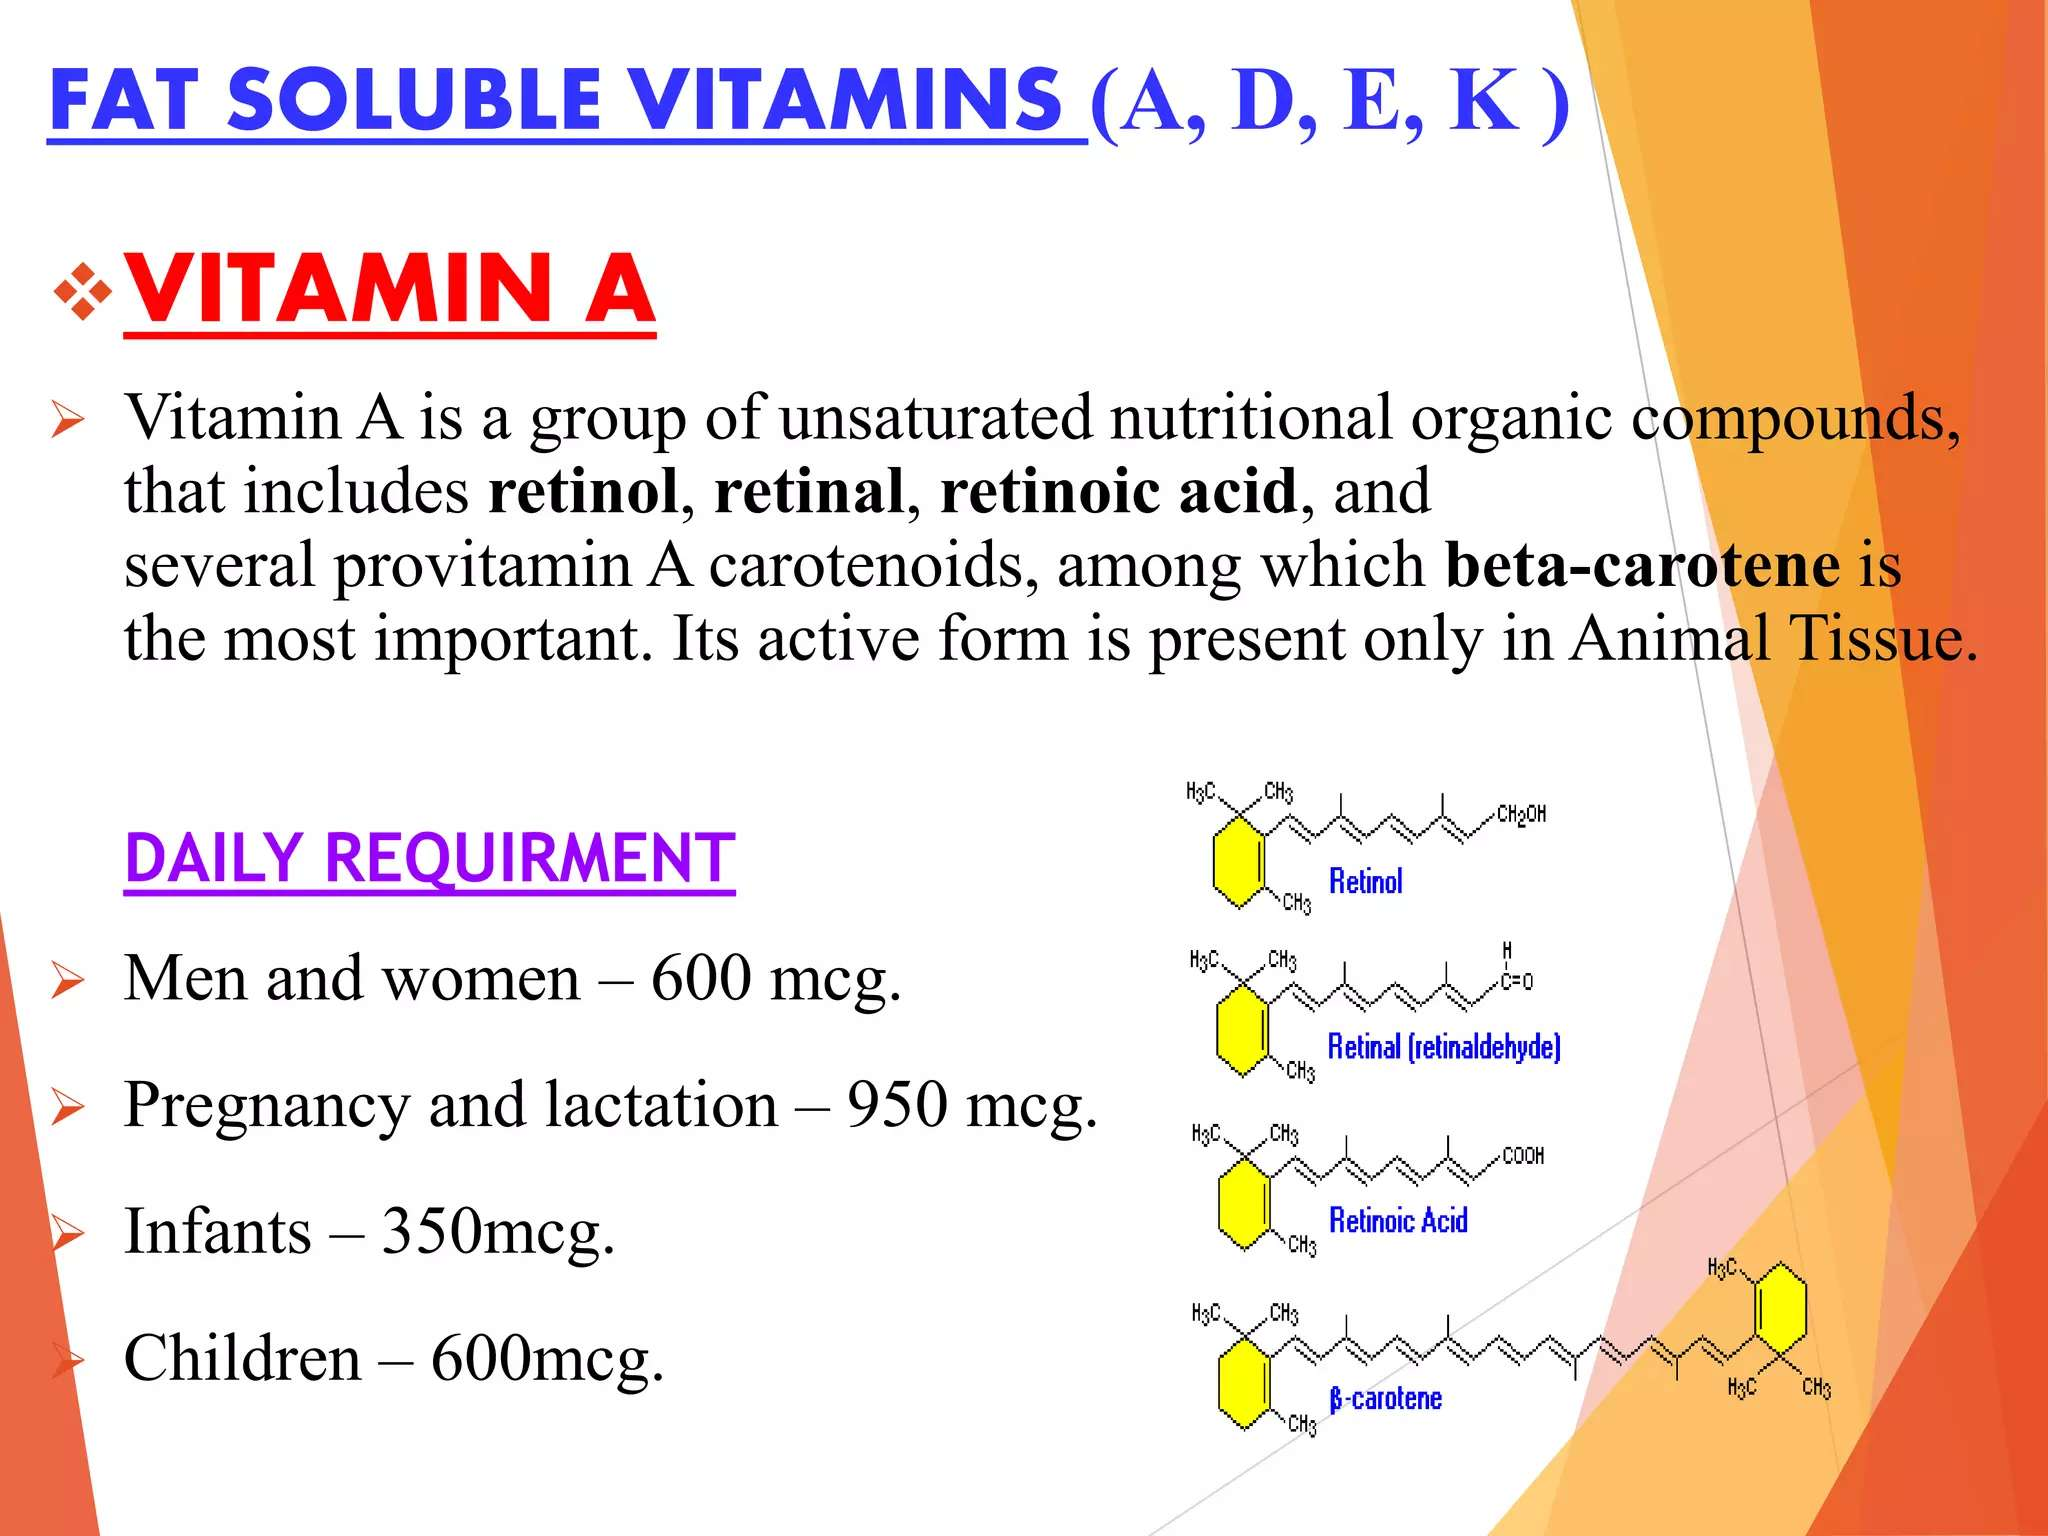 FAT SOLUBLE VITAMINS (A, D, E, K )
VITAMIN A
Vitamin A is a group of unsaturated nutritional organic compounds,
that includes retinol, retinal, retinoic acid, and
several provitamin A carotenoids, among which beta-carotene is
the most important. Its active form is present only in Animal Tissue.
DAILY REQUIRMENT
Men and women – 600 mcg.
Pregnancy and lactation – 950 mcg.
Infants – 350mcg.
Children – 600mcg.
H3C CH3
CH2OH
Retinol
CH3
H
H3C CH3
C=O
Retinal (retinaldehyde)
CH3
H3C CH3
COOH
Retinoic Acid
CH3
H3C
H3C CH3
H3C CH3
β-carotene
CH3